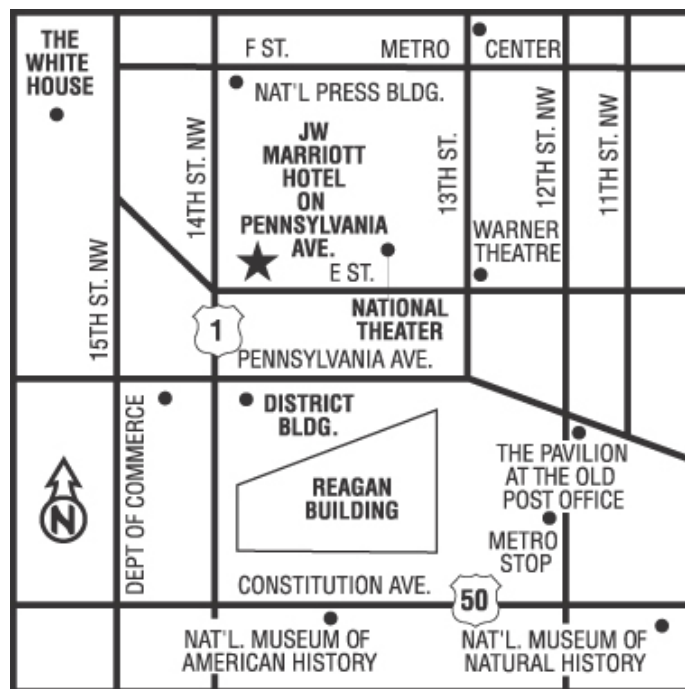 THE
WHITE
HOUSE
F ST.
METRO
CENTER
NAT'L PRESS BLDG.
14TH ST. NW
JW
MARRIOTT
HOTEL
ON
PENNSYLVANIA
AVE.
13TH ST.
12TH ST. NW
11TH ST. NW
WARNER
THEATRE
E ST.
15TH ST. NW
1
NATIONAL
THEATER
PENNSYLVANIA AVE.
DEPT OF COMMERCE
DISTRICT
BLDG.
REAGAN
BUILDING
THE PAVILION
AT THE OLD
POST OFFICE
METRO
STOP
N
CONSTITUTION AVE.
50
NAT'L. MUSEUM OF
AMERICAN HISTORY
NAT'L. MUSEUM OF
NATURAL HISTORY